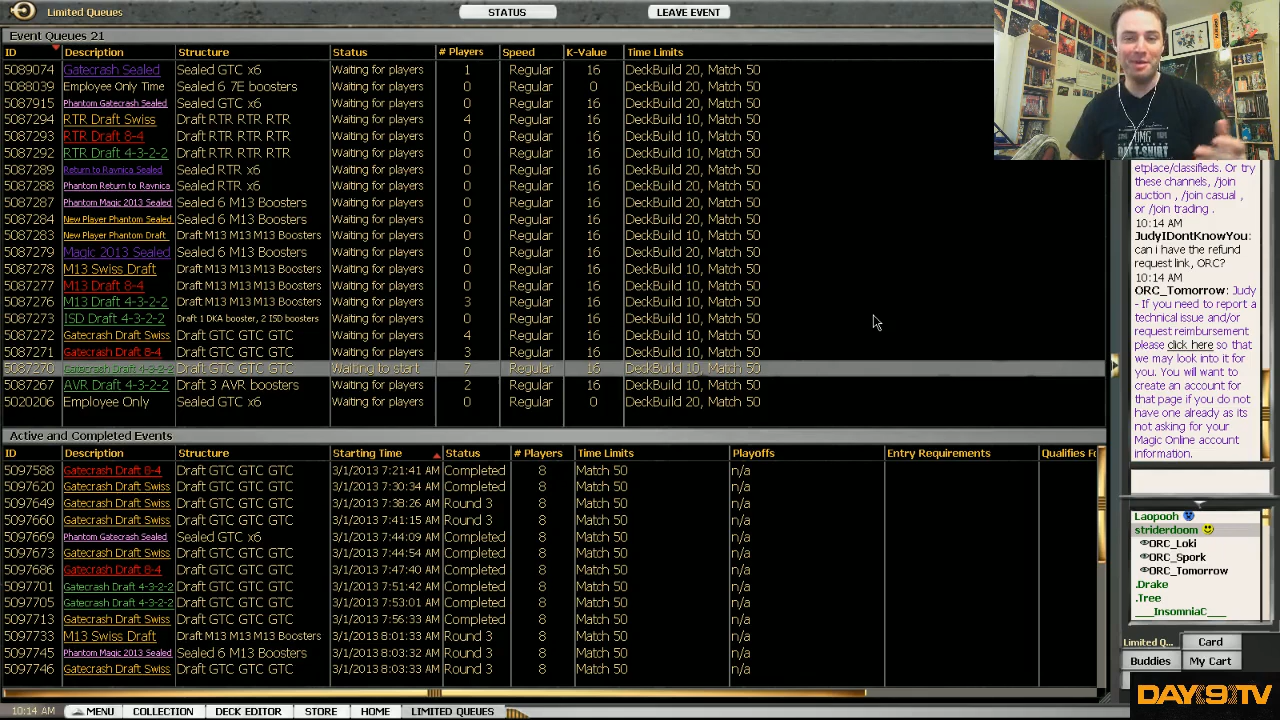 Limited Queues STATUS LEAVE EVENT
Event Queues 21
ID Description Structure Status # Players Speed K-Value Time Limits
5089074 Gatecrash Sealed Sealed GTC x6 Waiting for players 1 Regular 16 DeckBuild 20, Match 50
5088039 Employee Only Time Sealed 6 7E boosters Waiting for players 0 Regular 0 DeckBuild 20, Match 50
5087915 Phantom Gatecrash Sealed Sealed GTC x6 Waiting for players 0 Regular 16 DeckBuild 20, Match 50
5087294 RTR Draft Swiss Draft RTR RTR RTR Waiting for players 4 Regular 16 DeckBuild 10, Match 50
5087293 RTR Draft 8-4 Draft RTR RTR RTR Waiting for players 0 Regular 16 DeckBuild 10, Match 50
5087292 RTR Draft 4-3-2-2 Draft RTR RTR RTR Waiting for players 0 Regular 16 DeckBuild 10, Match 50
5087289 Return to Ravnica Sealed Sealed RTR x6 Waiting for players 0 Regular 16 DeckBuild 20, Match 50
5087288 Phantom Return to Ravnica Sealed RTR x6 Waiting for players 0 Regular 16 DeckBuild 20, Match 50
5087287 Phantom Magic 2013 Sealed Sealed 6 M13 Boosters Waiting for players 0 Regular 16 DeckBuild 20, Match 50
5087284 New Player Phantom Sealed Sealed 6 M13 Boosters Waiting for players 0 Regular 16 DeckBuild 20, Match 50
5087283 New Player Phantom Draft Draft M13 M13 M13 Boosters Waiting for players 0 Regular 16 DeckBuild 10, Match 50
5087279 Magic 2013 Sealed Sealed 6 M13 Boosters Waiting for players 0 Regular 16 DeckBuild 20, Match 50
5087278 M13 Swiss Draft Draft M13 M13 M13 Boosters Waiting for players 0 Regular 16 DeckBuild 10, Match 50
5087277 M13 Draft 8-4 Draft M13 M13 M13 Boosters Waiting for players 0 Regular 16 DeckBuild 10, Match 50
5087276 M13 Draft 4-3-2-2 Draft M13 M13 M13 Boosters Waiting for players 3 Regular 16 DeckBuild 10, Match 50
5087273 ISD Draft 4-3-2-2 Draft 1 DKA booster, 2 ISD boosters Waiting for players 0 Regular 16 DeckBuild 10, Match 50
5087272 Gatecrash Draft Swiss Draft GTC GTC GTC Waiting for players 4 Regular 16 DeckBuild 10, Match 50
5087271 Gatecrash Draft 8-4 Draft GTC GTC GTC Waiting for players 3 Regular 16 DeckBuild 10, Match 50
5087270 Gatecrash Draft 4-3-2-2 Draft GTC GTC GTC Waiting to start 7 Regular 16 DeckBuild 10, Match 50
5087267 AVR Draft 4-3-2-2 Draft 3 AVR boosters Waiting for players 2 Regular 16 DeckBuild 10, Match 50
5020206 Employee Only Sealed GTC x6 Waiting for players 0 Regular 0 DeckBuild 20, Match 50
Active and Completed Events
ID Description Structure Starting Time Status # Players Time Limits Playoffs Entry Requirements Qualifies Fo
5097588 Gatecrash Draft 8-4 Draft GTC GTC GTC 3/1/2013 7:21:41 AM Completed 8 Match 50 n/a
5097620 Gatecrash Draft Swiss Draft GTC GTC GTC 3/1/2013 7:30:34 AM Completed 8 Match 50 n/a
5097649 Gatecrash Draft Swiss Draft GTC GTC GTC 3/1/2013 7:38:26 AM Round 3 8 Match 50 n/a
5097660 Gatecrash Draft Swiss Draft GTC GTC GTC 3/1/2013 7:41:15 AM Round 3 8 Match 50 n/a
5097669 Phantom Gatecrash Sealed Sealed GTC x6 3/1/2013 7:44:09 AM Completed 8 Match 50 n/a
5097673 Gatecrash Draft Swiss Draft GTC GTC GTC 3/1/2013 7:44:54 AM Completed 8 Match 50 n/a
5097686 Gatecrash Draft 8-4 Draft GTC GTC GTC 3/1/2013 7:47:40 AM Completed 8 Match 50 n/a
5097701 Gatecrash Draft 4-3-2-2 Draft GTC GTC GTC 3/1/2013 7:51:42 AM Completed 8 Match 50 n/a
5097705 Gatecrash Draft 4-3-2-2 Draft GTC GTC GTC 3/1/2013 7:53:01 AM Completed 8 Match 50 n/a
5097713 Gatecrash Draft Swiss Draft GTC GTC GTC 3/1/2013 7:56:33 AM Completed 8 Match 50 n/a
5097733 M13 Swiss Draft Draft M13 M13 M13 Boosters 3/1/2013 8:01:33 AM Round 3 8 Match 50 n/a
5097745 Phantom Magic 2013 Sealed Sealed 6 M13 Boosters 3/1/2013 8:03:32 AM Round 3 8 Match 50 n/a
5097746 Gatecrash Draft Swiss Draft GTC GTC GTC 3/1/2013 8:03:33 AM Round 3 8 Match 50 n/a
etplace/classifieds. Or try
these channels, /join
auction , /join casual ,
or /join trading .
10:14 AM
JudyIDontKnowYou:
can i have the refund
request link, ORC?
10:14 AM
ORC_Tomorrow: Judy
- If you need to report a
technical issue and/or
request reimbursement
please click here so that
we may look into it for
you. You will want to
create an account for
that page if you do not
have one already as its
not asking for your
Magic Online account
information.
Laopooh
striderdoom
ORC_Loki
ORC_Spork
ORC_Tomorrow
.Drake
.Tree
___InsomniaC___
Limited Q... Card
Buddies My Cart
10:14 AM MENU COLLECTION DECK EDITOR STORE HOME LIMITED QUEUES
DAY[9].TV